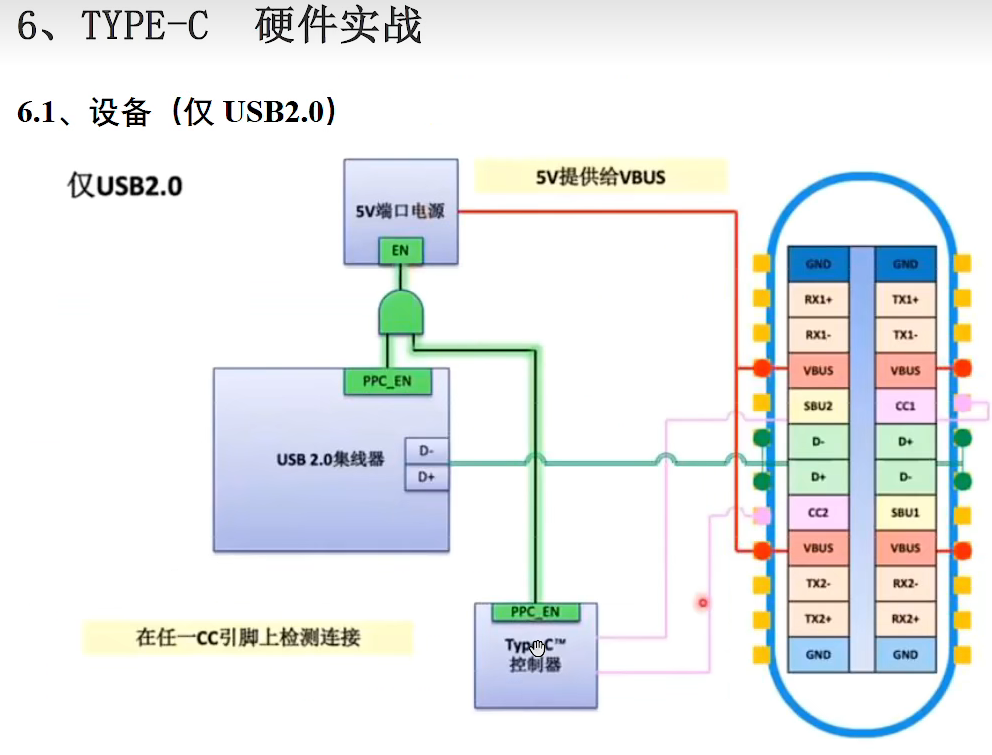 6、TYPE-C 硬件实战
6.1、设备（仅 USB2.0）
仅USB2.0
5V提供给VBUS
5V端口电源
EN
PPC_EN
USB 2.0集线器
D-
D+
PPC_EN
控制器
在任一CC引脚上检测连接
GND GND
RX1+ TX1+
RX1- TX1-
VBUS VBUS
SBU2 CC1
D- D+
D+ D-
CC2 SBU1
VBUS VBUS
TX2- RX2-
TX2+ RX2+
GND GND